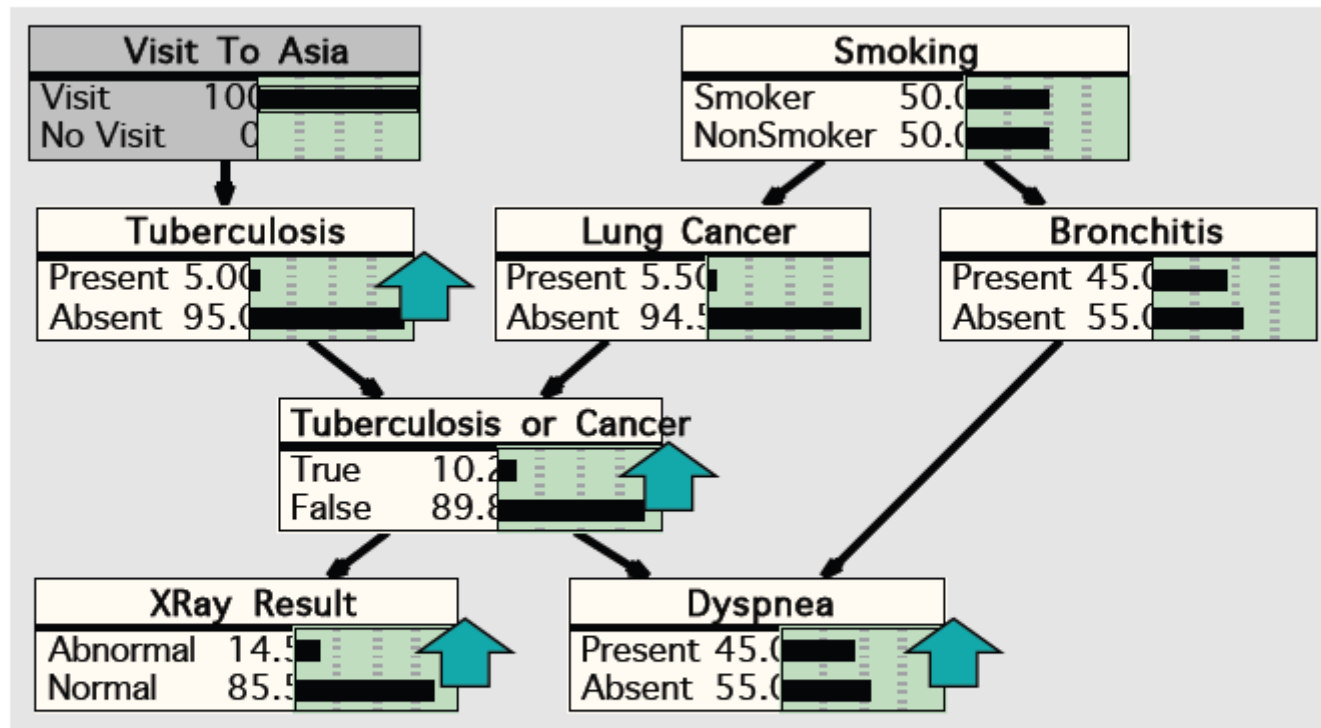 Visit To Asia
Visit 100
No Visit 0
Smoking
Smoker 50.0
NonSmoker 50.0
Tuberculosis
Present 5.00
Absent 95.0
Lung Cancer
Present 5.50
Absent 94.5
Bronchitis
Present 45.0
Absent 55.0
Tuberculosis or Cancer
True 10.2
False 89.8
XRay Result
Abnormal 14.5
Normal 85.5
Dyspnea
Present 45.0
Absent 55.0